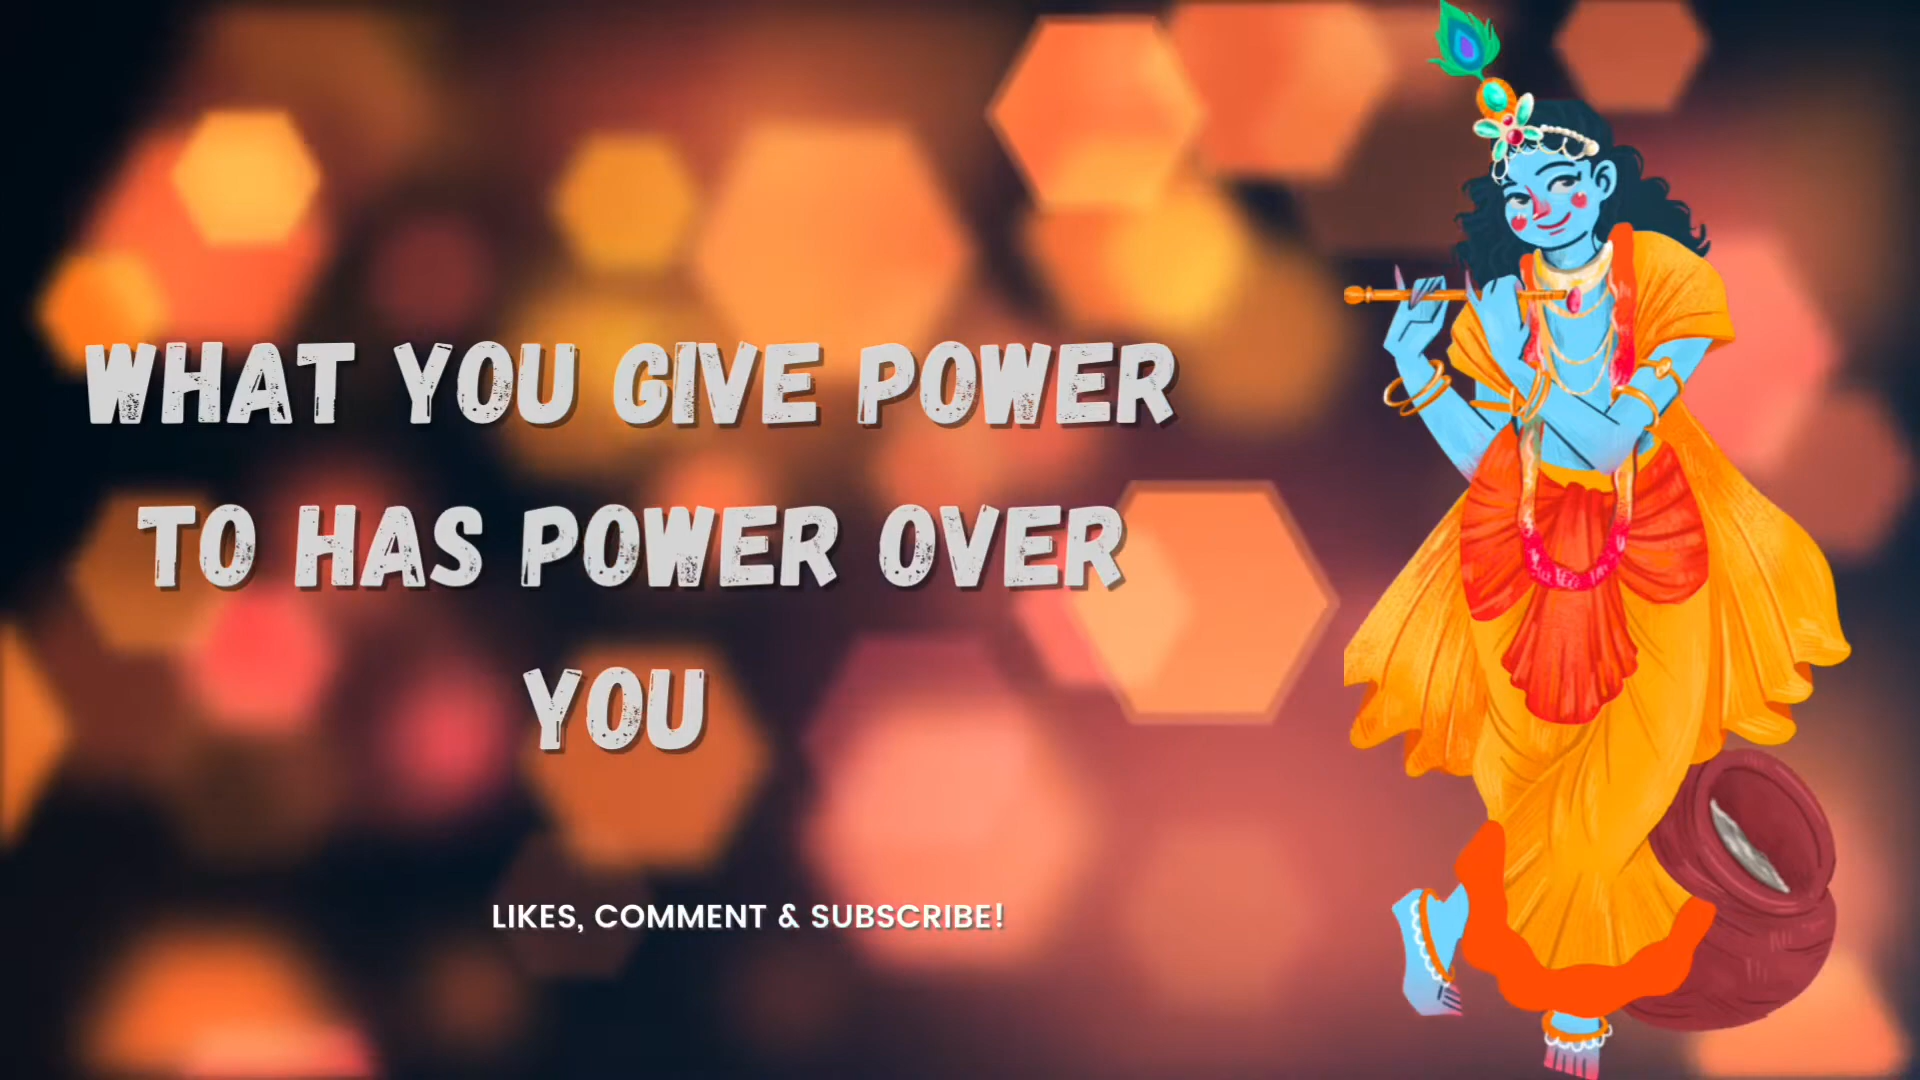 WHAT YOU GIVE POWER
TO HAS POWER OVER
YOU
LIKES, COMMENT & SUBSCRIBE!